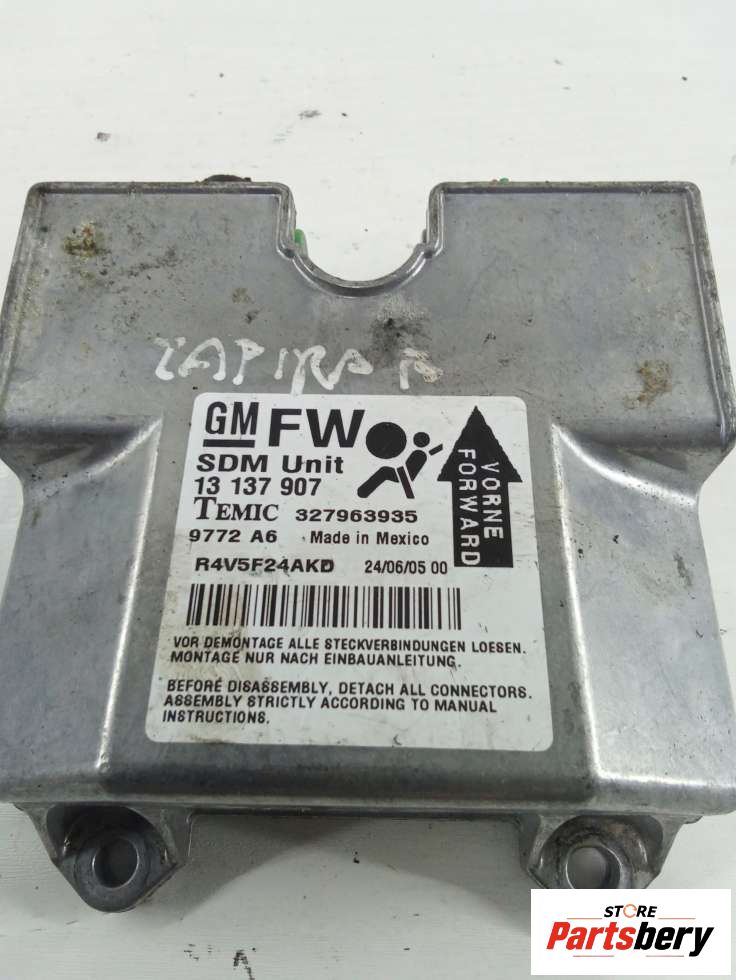 ZAPIRA B
GM FW
SDM Unit
13 137 907
TEMIC 327963935
9772 A6 Made in Mexico
R4V5F24AKD 24/06/05 00
VORNE
FORWARD
VOR DEMONTAGE ALLE STECKVERBINDUNGEN LOESEN.
MONTAGE NUR NACH EINBAUANLEITUNG.
BEFORE DISASSEMBLY, DETACH ALL CONNECTORS.
ASSEMBLY STRICTLY ACCORDING TO MANUAL
INSTRUCTIONS.
STORE
Partsbery